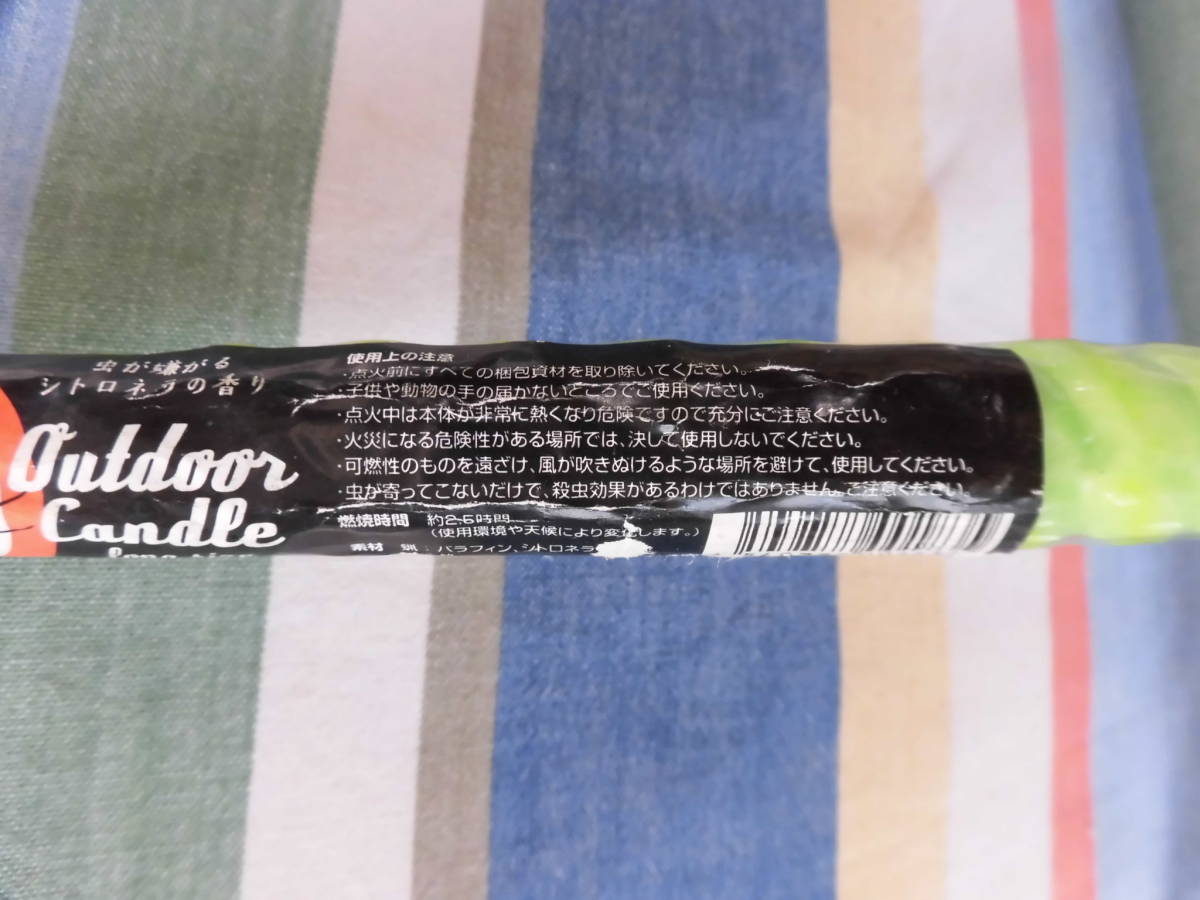 虫が嫌がる
シトロネラの香り
Outdoor
Candle
使用上の注意
・点火前にすべての梱包資材を取り除いてください。
・子供や動物の手の届かないところでご使用ください。
・点火中は本体が非常に熱くなり危険ですので充分にご注意ください。
・火災になる危険性がある場所では、決して使用しないでください。
・可燃性のものを遠ざけ、風が吹きぬけるような場所を避けて、使用してください。
・虫が寄ってこないだけで、殺虫効果があるわけではありません。ご注意ください。
燃焼時間 約2.5時間
(使用環境や天候により変化します。)
素材 パラフィン、シトロネラ